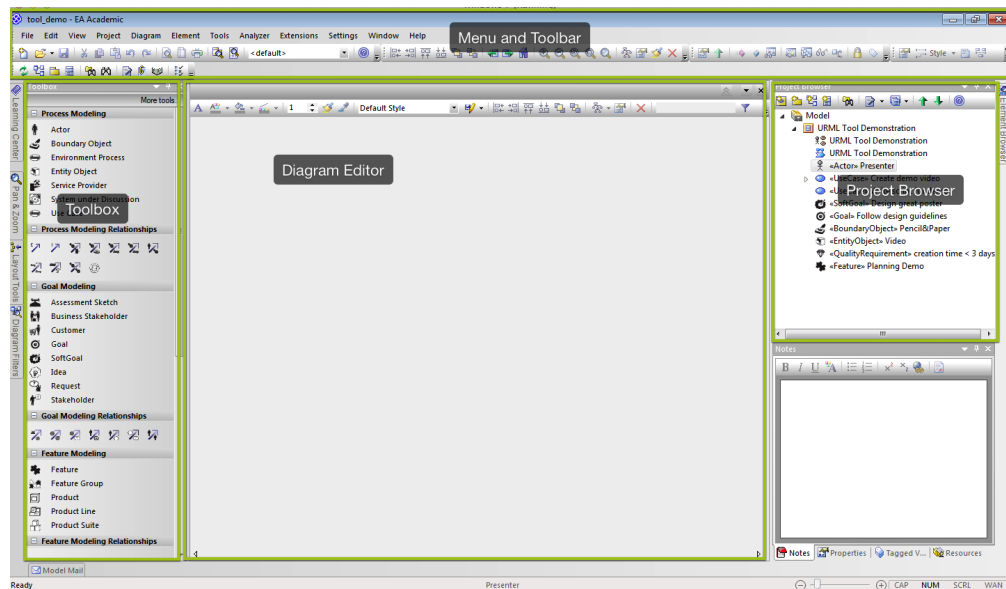 tool_demo - EA Academic
File Edit View Project Diagram Element Tools Analyzer Extensions Settings Window Help
Menu and Toolbar
<default>
Style
Toolbox
More tools
Learning Center
Pan & Zoom
Layout Tools
Diagram Filters
Process Modeling
Actor
Boundary Object
Environment Process
Entity Object
Service Provider
System under Discussion
Toolbox
Process Modeling Relationships
Goal Modeling
Assessment Sketch
Business Stakeholder
Customer
Goal
SoftGoal
Idea
Request
Stakeholder
Goal Modeling Relationships
Feature Modeling
Feature
Feature Group
Product
Product Line
Product Suite
Feature Modeling Relationships
Model Mail
1 Default Style
Diagram Editor
Project Browser
Element Browser
Model
URML Tool Demonstration
URML Tool Demonstration
URML Tool Demonstration
«Actor» Presenter
«UseCase» Create demo video
Project Browser
«SoftGoal» Design great poster
«Goal» Follow design guidelines
«BoundaryObject» Pencil&Paper
«EntityObject» Video
«QualityRequirement» creation time < 3 days
«Feature» Planning Demo
Notes
B I U A
Notes Properties Tagged V... Resources
Ready Presenter CAP NUM SCRL WAN